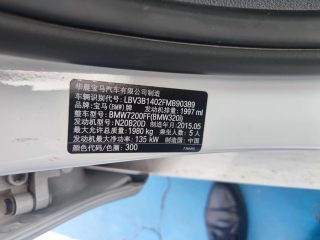 华晨宝马汽车有限公司制造
车辆识别代号: LBV3B1402FMB90389
品牌: 宝马(BMW)牌 发动机排量: 1997 ml
整车型号: BMW7200FF(BMW320i)
发动机型号: N20B20D 制造年月: 2015.05
最大允许总质量: 1980 kg 乘坐人数: 5 人
发动机最大净功率: 135 kW 制造国: 中国
颜色代码/色圈: 300